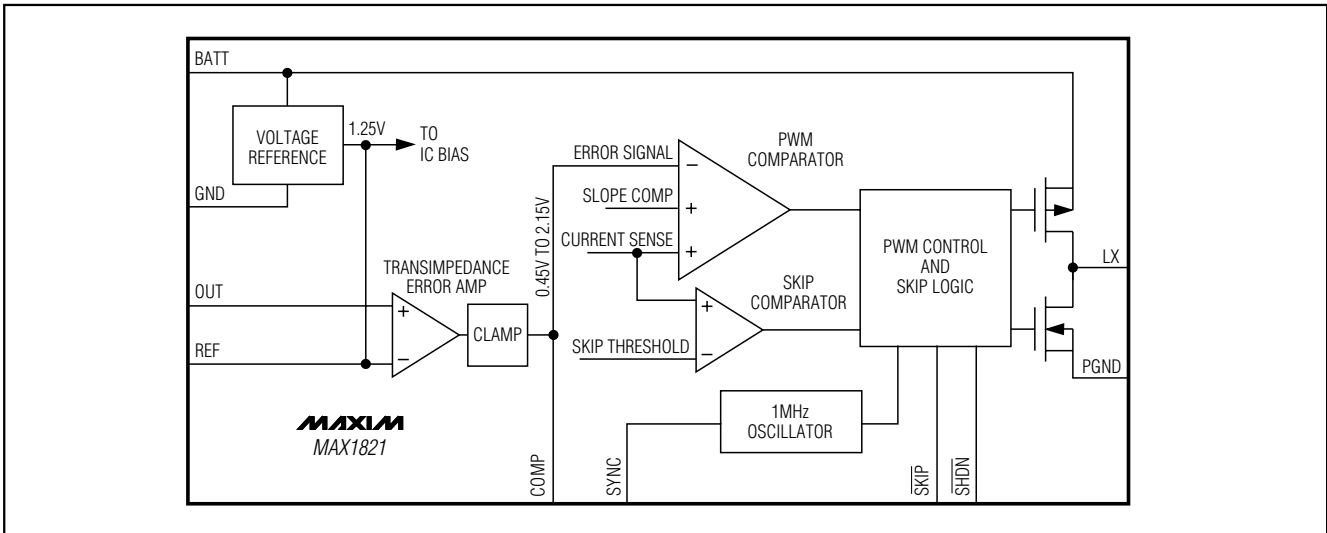 BATT
VOLTAGE
REFERENCE
1.25V
TO
IC BIAS
GND
TRANSIMPEDANCE
ERROR AMP
OUT
+
REF
−
CLAMP
0.45V TO 2.15V
ERROR SIGNAL
−
SLOPE COMP
+
CURRENT SENSE
+
PWM
COMPARATOR
SKIP
COMPARATOR
+
SKIP THRESHOLD
−
PWM CONTROL
AND
SKIP LOGIC
LX
PGND
1MHz
OSCILLATOR
MAXIM
MAX1821
COMP
SYNC
SKIP
SHDN